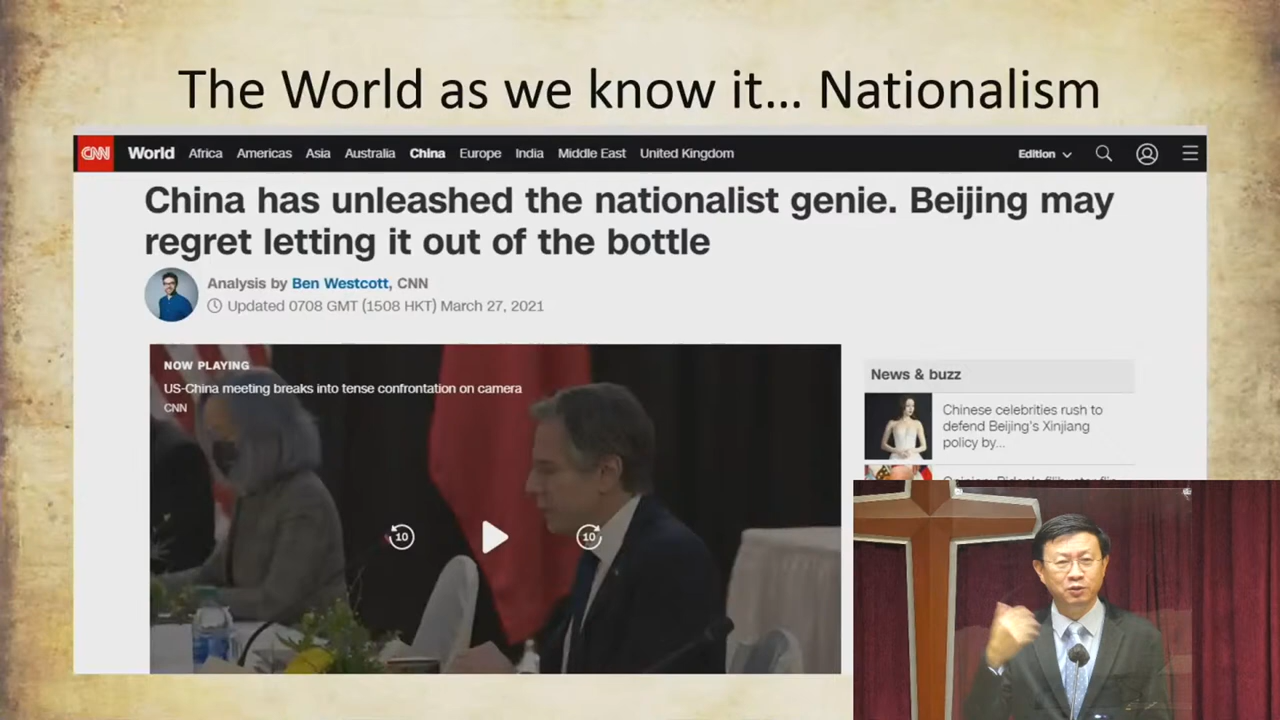 The World as we know it... Nationalism
CNN World Africa Americas Asia Australia China Europe India Middle East United Kingdom Edition
China has unleashed the nationalist genie. Beijing may
regret letting it out of the bottle
Analysis by Ben Westcott, CNN
Updated 0708 GMT (1508 HKT) March 27, 2021
NOW PLAYING
US-China meeting breaks into tense confrontation on camera
CNN
10
10
News & buzz
Chinese celebrities rush to
defend Beijing's Xinjiang
policy by...